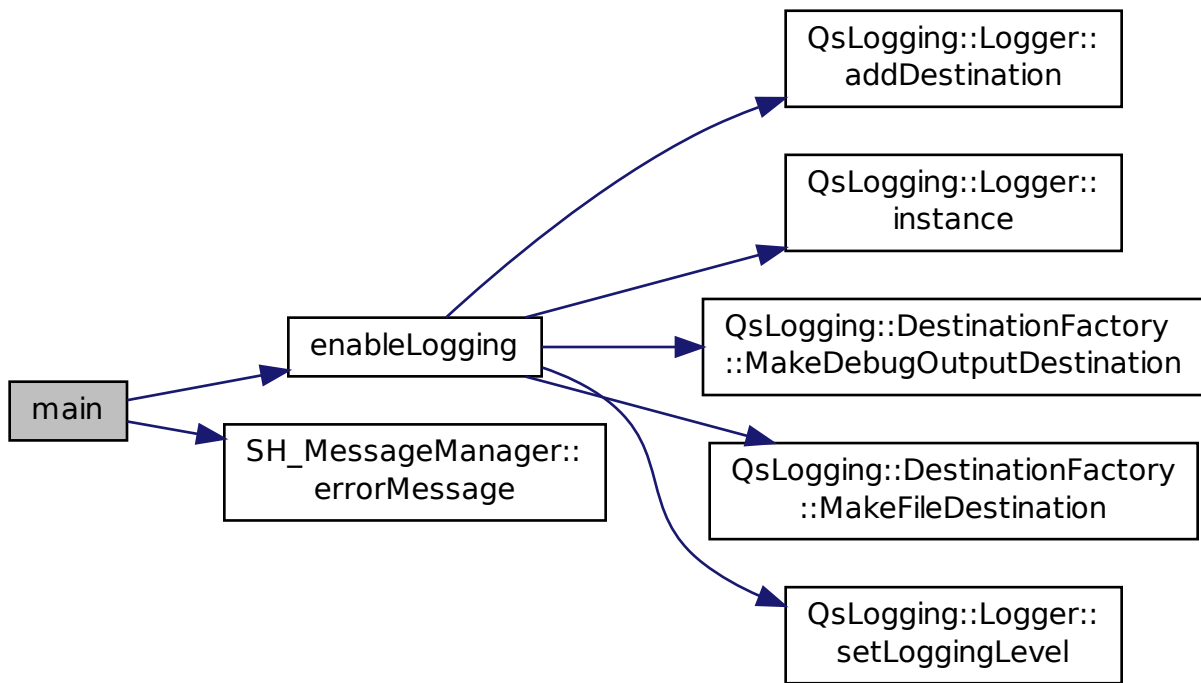 QsLogging::Logger::
addDestination
QsLogging::Logger::
instance
enableLogging
QsLogging::DestinationFactory
::MakeDebugOutputDestination
main
SH_MessageManager::
errorMessage
QsLogging::DestinationFactory
::MakeFileDestination
QsLogging::Logger::
setLoggingLevel